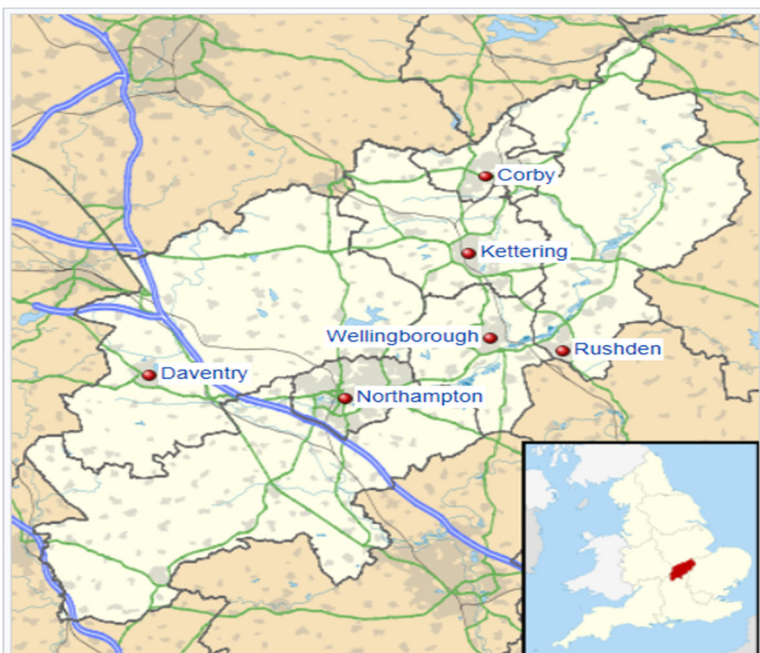 Corby
Kettering
Wellingborough
Rushden
Daventry
Northampton